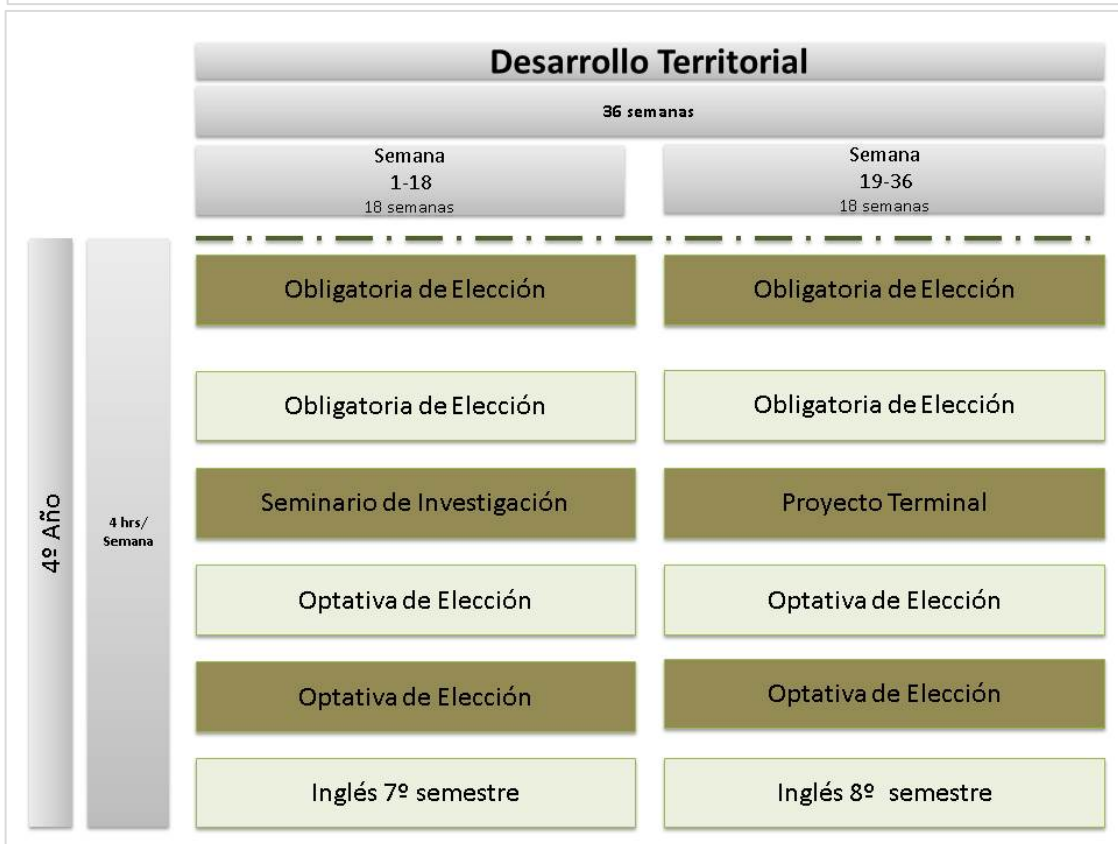 Desarrollo Territorial
36 semanas
Semana
1-18
18 semanas
Semana
19-36
18 semanas
4º Año
4 hrs/
Semana
Obligatoria de Elección
Obligatoria de Elección
Obligatoria de Elección
Obligatoria de Elección
Seminario de Investigación
Proyecto Terminal
Optativa de Elección
Optativa de Elección
Optativa de Elección
Optativa de Elección
Inglés 7º semestre
Inglés 8º semestre